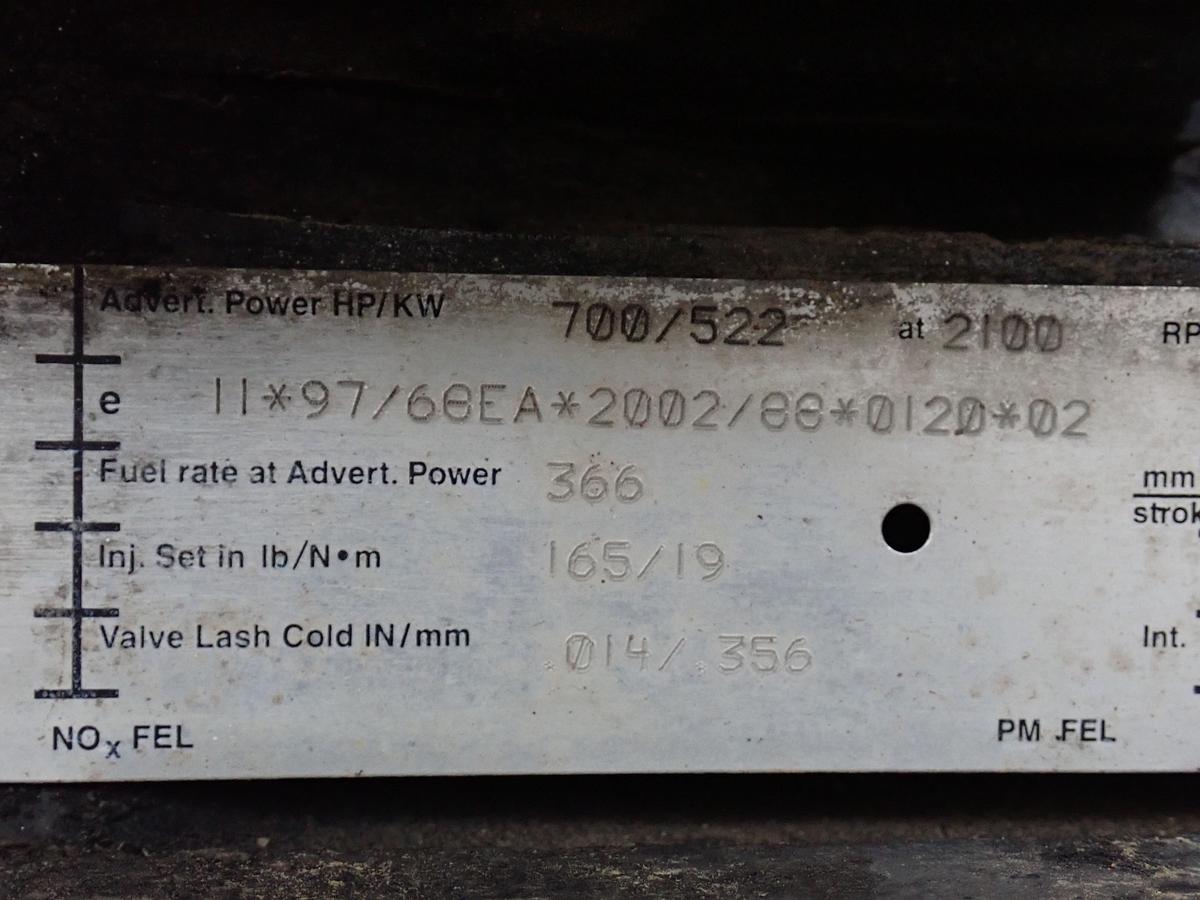 Advert. Power HP/KW 700/522 at 2100 RP
e 11*97/68EA*2002/88*0120*02
Fuel rate at Advert. Power 366 mm
strok
Inj. Set in lb/N•m 165/19
Valve Lash Cold IN/mm .014/.356 Int.
NOx FEL PM FEL